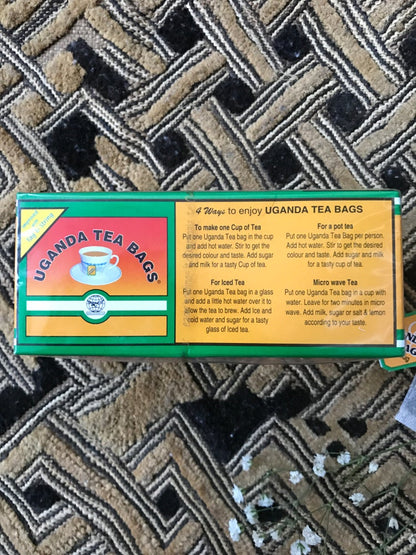 UGANDA TEA BAGS®
4 Ways to enjoy UGANDA TEA BAGS
To make one Cup of Tea
Put one Uganda Tea bag in the cup
and add hot water. Stir to get the
desired colour and taste. Add sugar
and milk for a tasty Cup of tea.
For a pot tea
Put one Uganda Tea Bag per person.
Add hot water. Stir to get the desired
colour and taste. Add sugar and milk
for a tasty cup of tea.
For Iced Tea
Put one Uganda Tea bag in a glass
and add a little hot water over it to
allow the tea to brew. Add Ice and
cold water and sugar for a tasty
glass of Iced tea.
Micro wave Tea
Put one Uganda Tea bag in a cup with
water. Leave for two minutes in micro
wave. Add milk, sugar or salt & lemon
according to your taste.